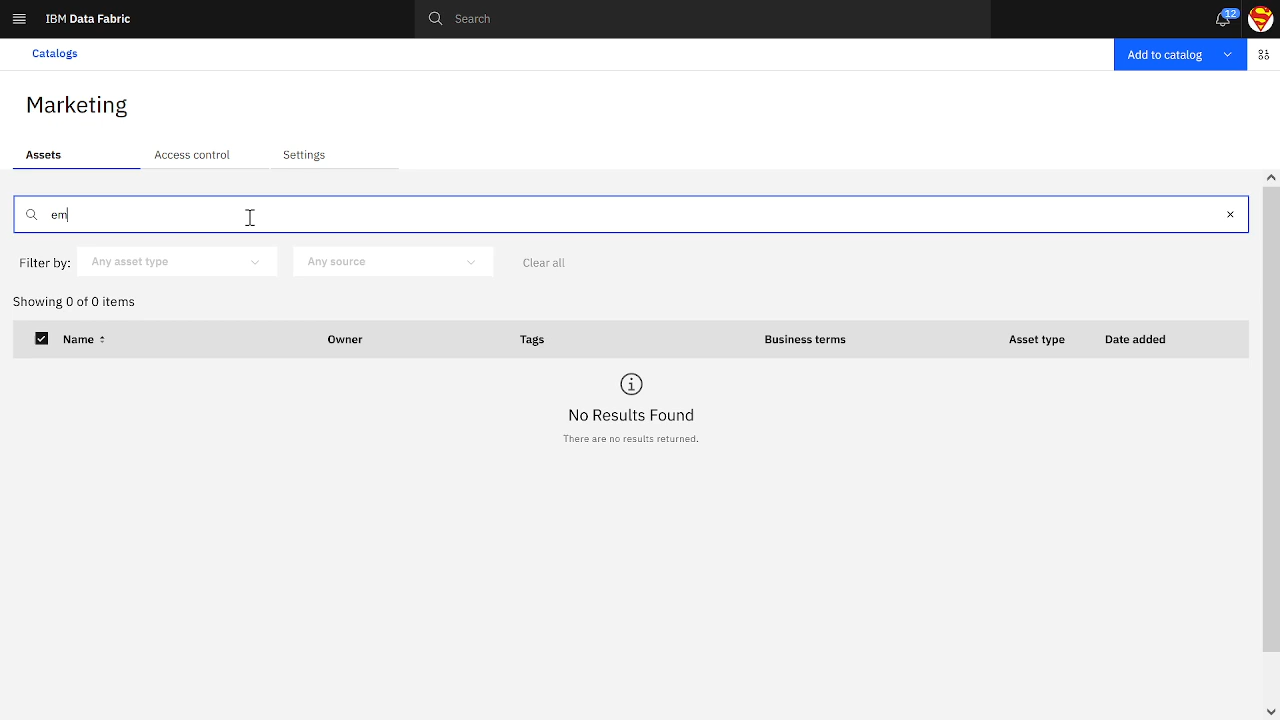 IBM Data Fabric
Search
12
Catalogs
Add to catalog
Marketing
Assets
Access control
Settings
em
Filter by:
Any asset type
Any source
Clear all
Showing 0 of 0 items
Name
Owner
Tags
Business terms
Asset type
Date added
No Results Found
There are no results returned.